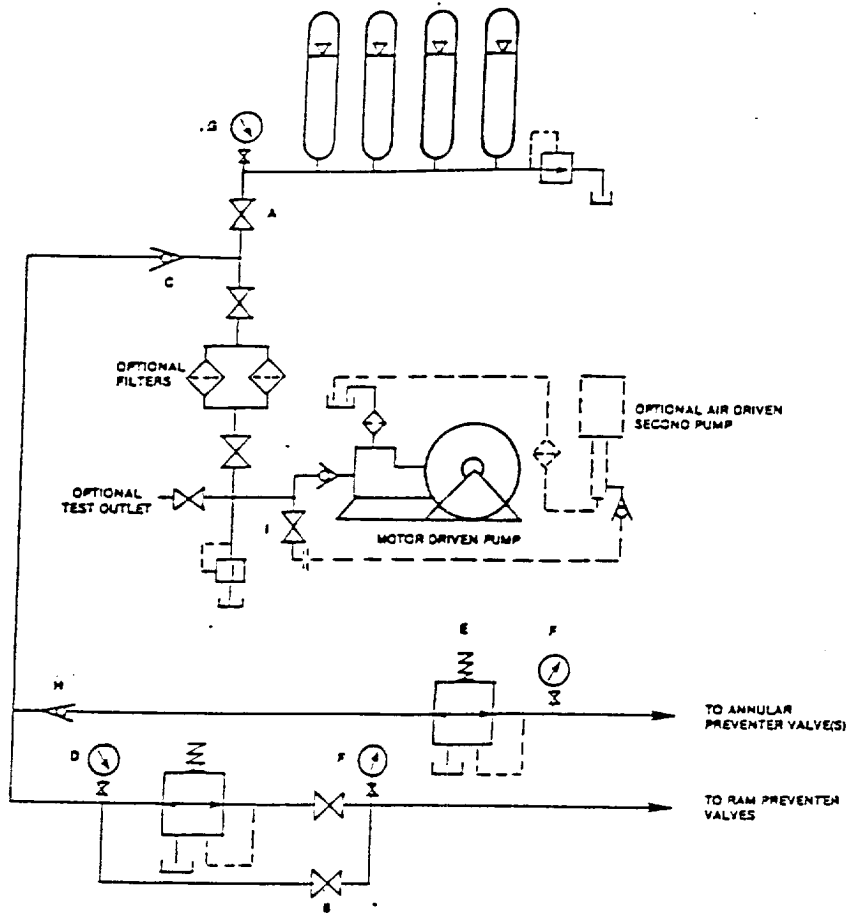 G
A
C
OPTIONAL
FILTERS
OPTIONAL AIR DRIVEN
SECOND PUMP
OPTIONAL
TEST OUTLET
I
MOTOR DRIVEN PUMP
E
F
H
TO ANNULAR
PREVENTER VALVE(S)
D
F
TO RAM PREVENTER
VALVES
B